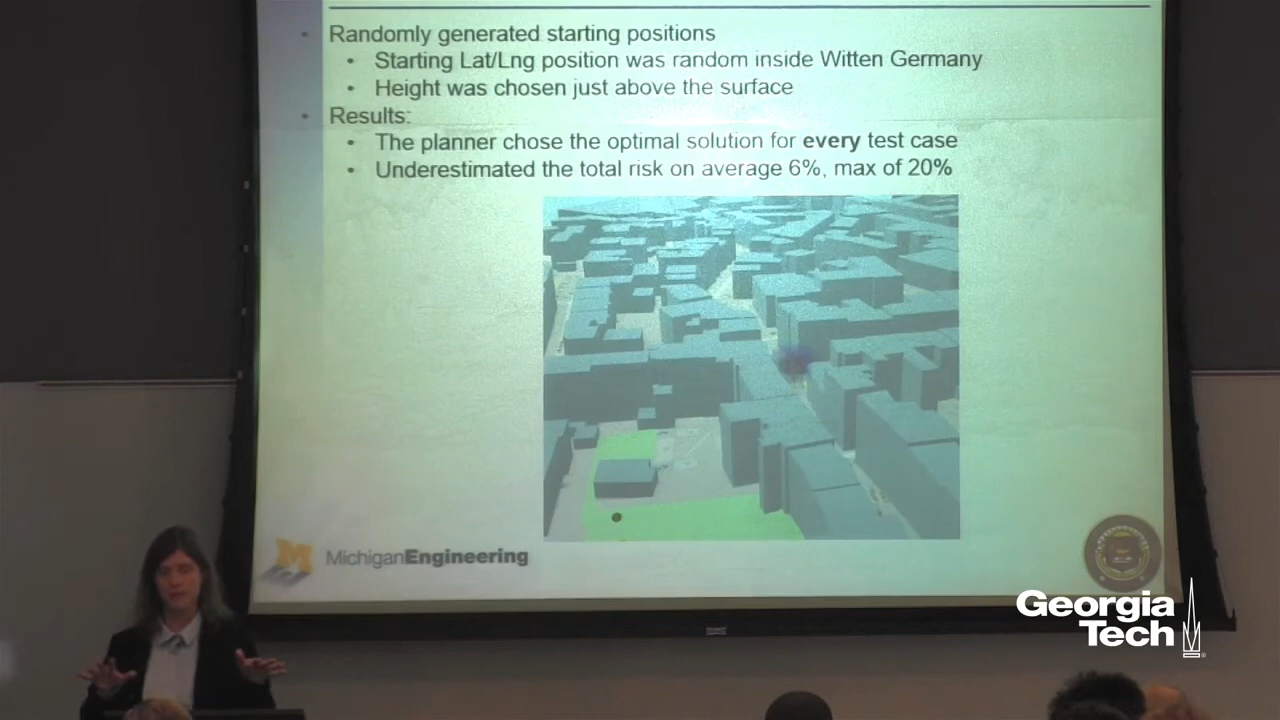 Randomly generated starting positions
Starting Lat/Lng position was random inside Witten Germany
Height was chosen just above the surface
Results:
The planner chose the optimal solution for every test case
Underestimated the total risk on average 6%, max of 20%
M MichiganEngineering
Georgia
Tech